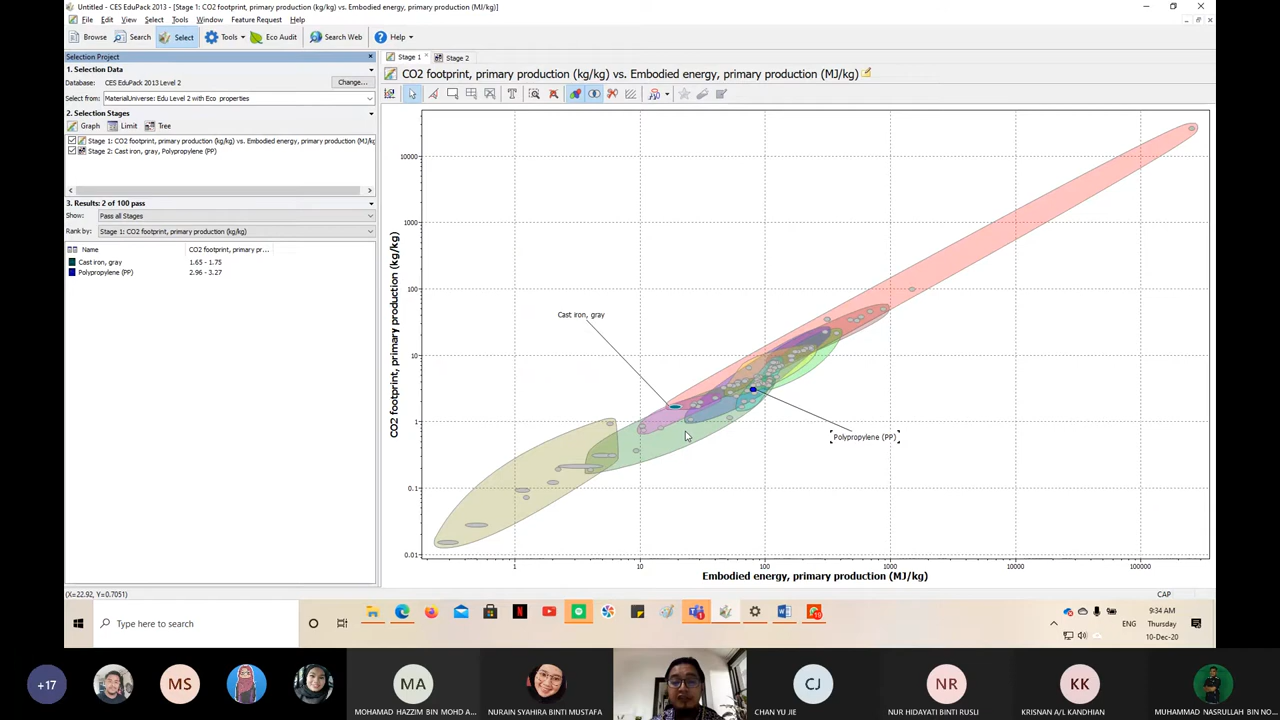 Untitled - CES EduPack 2013 - [Stage 1: CO2 footprint, primary production (kg/kg) vs. Embodied energy, primary production (MJ/kg)]
File Edit View Select Tools Window Feature Request Help
Browse Search Select Tools Eco Audit Search Web Help
Selection Project
1. Selection Data
Database: CES EduPack 2013 Level 2 Change...
Select from: MaterialUniverse: Edu Level 2 with Eco properties
2. Selection Stages
Graph Limit Tree
Stage 1: CO2 footprint, primary production (kg/kg) vs. Embodied energy, primary production (MJ/kg
Stage 2: Cast iron, gray, Polypropylene (PP)
3. Results: 2 of 100 pass
Show: Pass all Stages
Rank by: Stage 1: CO2 footprint, primary production (kg/kg)
Name CO2 footprint, primary pr...
Cast iron, gray 1.65 - 1.75
Polypropylene (PP) 2.96 - 3.27
Stage 1 Stage 2
CO2 footprint, primary production (kg/kg) vs. Embodied energy, primary production (MJ/kg)
CO2 footprint, primary production (kg/kg)
10000
1000
100
10
1
0.1
0.01
Cast iron, gray
Polypropylene (PP)
1 10 100 1000 10000 100000
Embodied energy, primary production (MJ/kg)
(X=22.92, Y=0.7051) CAP
Type here to search
ENG
9:34 AM
Thursday
10-Dec-20
+17
MS
MA
MOHAMAD HAZZIM BIN MOHD A...
NURAIN SYAHIRA BINTI MUSTAFA
CJ
CHAN YU JIE
NR
NUR HIDAYATI BINTI RUSLI
KK
KRISNAN A/L KANDHIAN
MUHAMMAD NASRULLAH BIN NO...